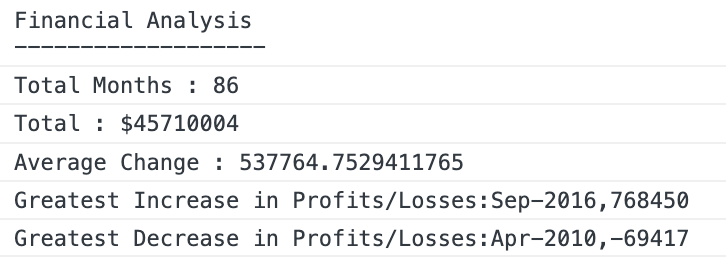 Financial Analysis
-------------------
Total Months : 86
Total : $45710004
Average Change : 537764.7529411765
Greatest Increase in Profits/Losses:Sep-2016,768450
Greatest Decrease in Profits/Losses:Apr-2010,-69417